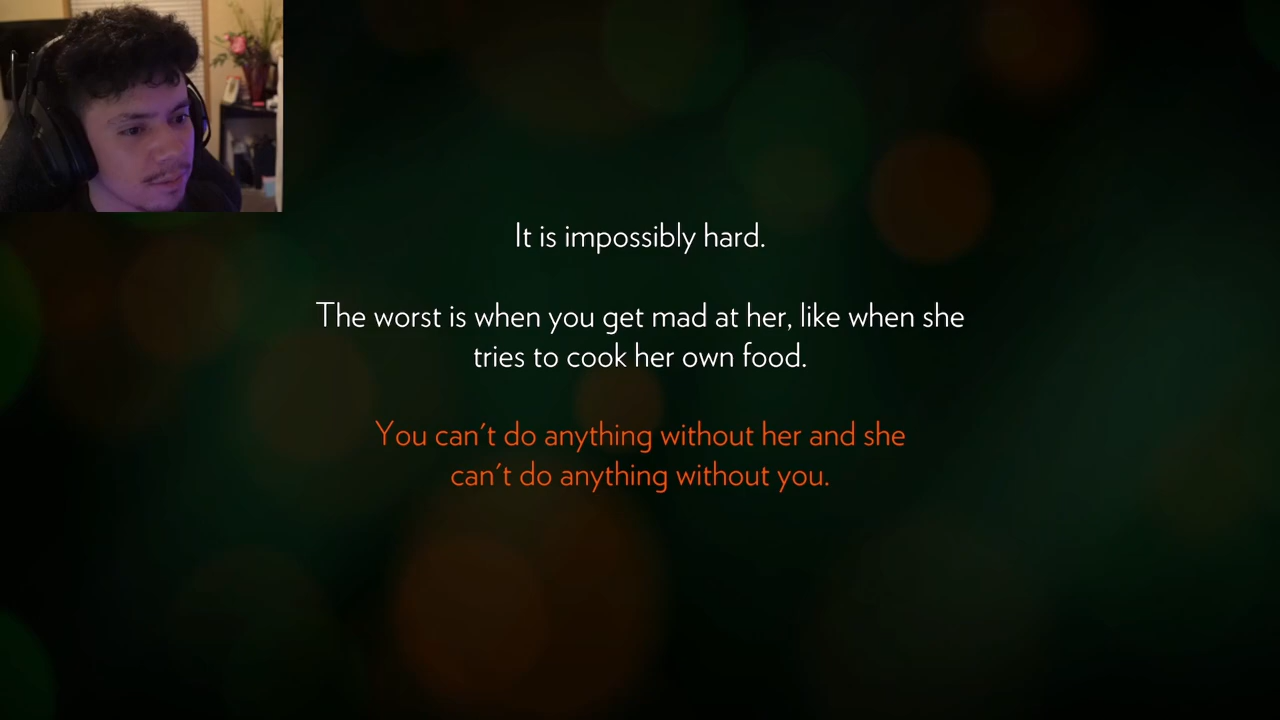 It is impossibly hard.
The worst is when you get mad at her, like when she
tries to cook her own food.
You can't do anything without her and she
can't do anything without you.